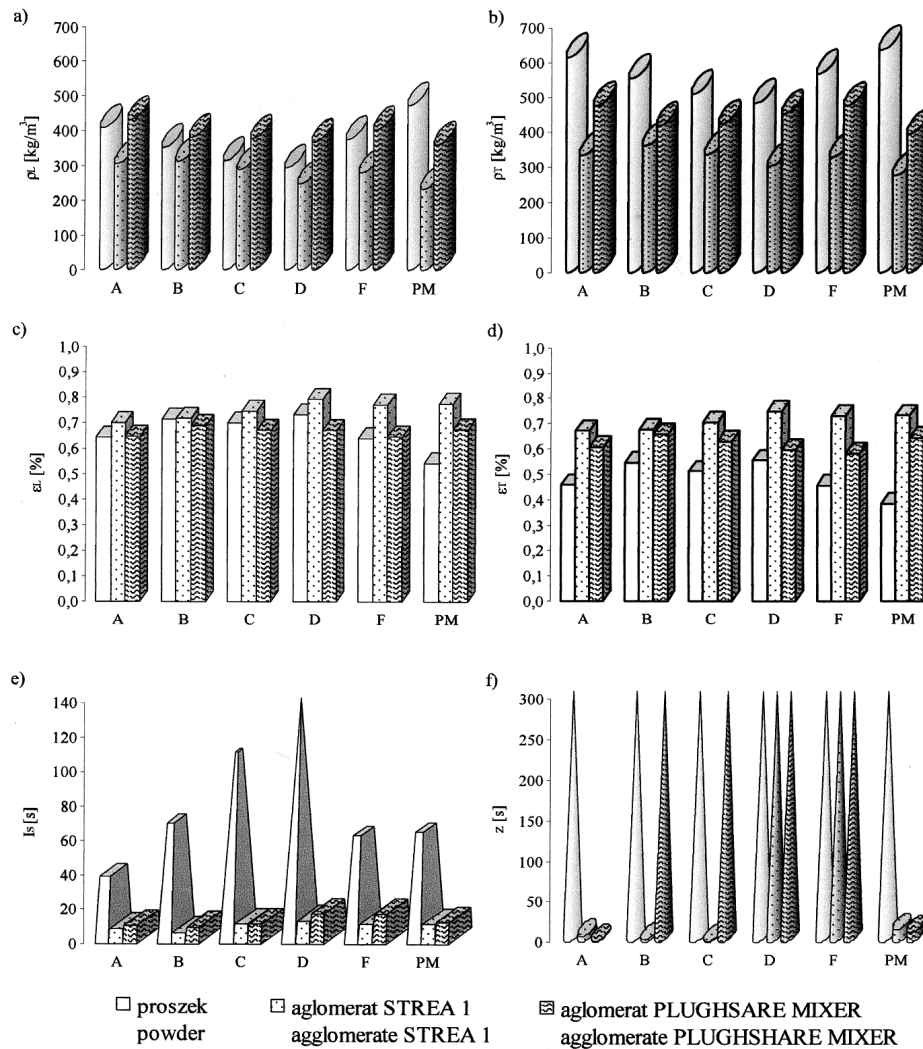 a)
700
600
500
400
300
200
100
0
ρL [kg/m³]
A B C D F PM
b)
700
600
500
400
300
200
100
0
ρT [kg/m³]
A B C D F PM
c)
1,0
0,9
0,8
0,7
0,6
0,5
0,4
0,3
0,2
0,1
0,0
εL [%]
A B C D F PM
d)
1,0
0,9
0,8
0,7
0,6
0,5
0,4
0,3
0,2
0,1
0,0
εT [%]
A B C D F PM
e)
140
120
100
80
60
40
20
0
Is [s]
A B C D F PM
f)
300
250
200
150
100
50
0
z [s]
A B C D F PM
proszek
powder
aglomerat STREA 1
agglomerate STREA 1
aglomerat PLUGHSARE MIXER
agglomerate PLUGHSHARE MIXER